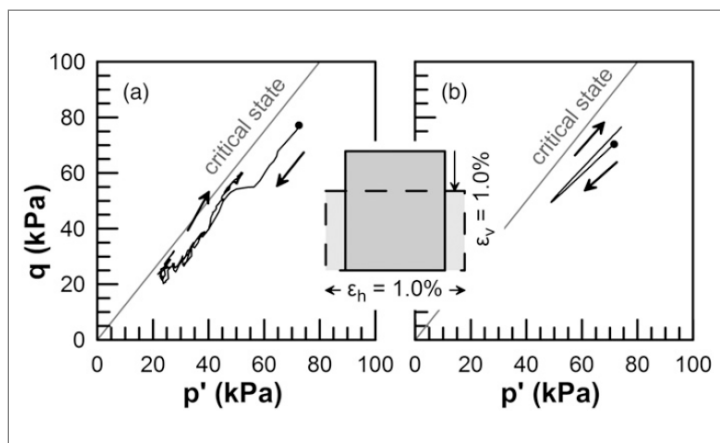 100
80
60
40
20
0
q (kPa)
(a)
critical state
0 20 40 60 80 100
p' (kPa)
εh = 1.0%
εv = 1.0%
(b)
critical state
0 20 40 60 80 100
p' (kPa)